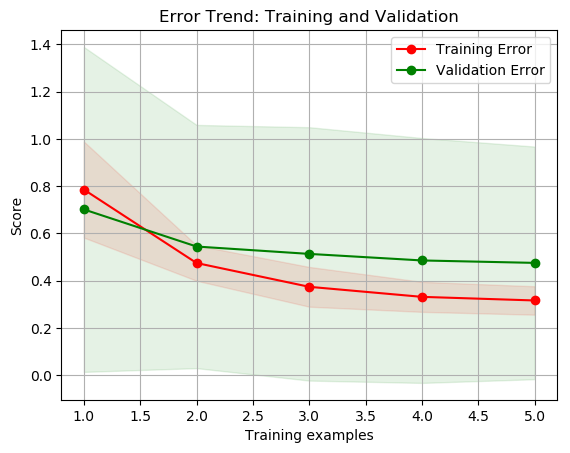 Error Trend: Training and Validation
Training Error
Validation Error
Score
1.4
1.2
1.0
0.8
0.6
0.4
0.2
0.0
1.0 1.5 2.0 2.5 3.0 3.5 4.0 4.5 5.0
Training examples